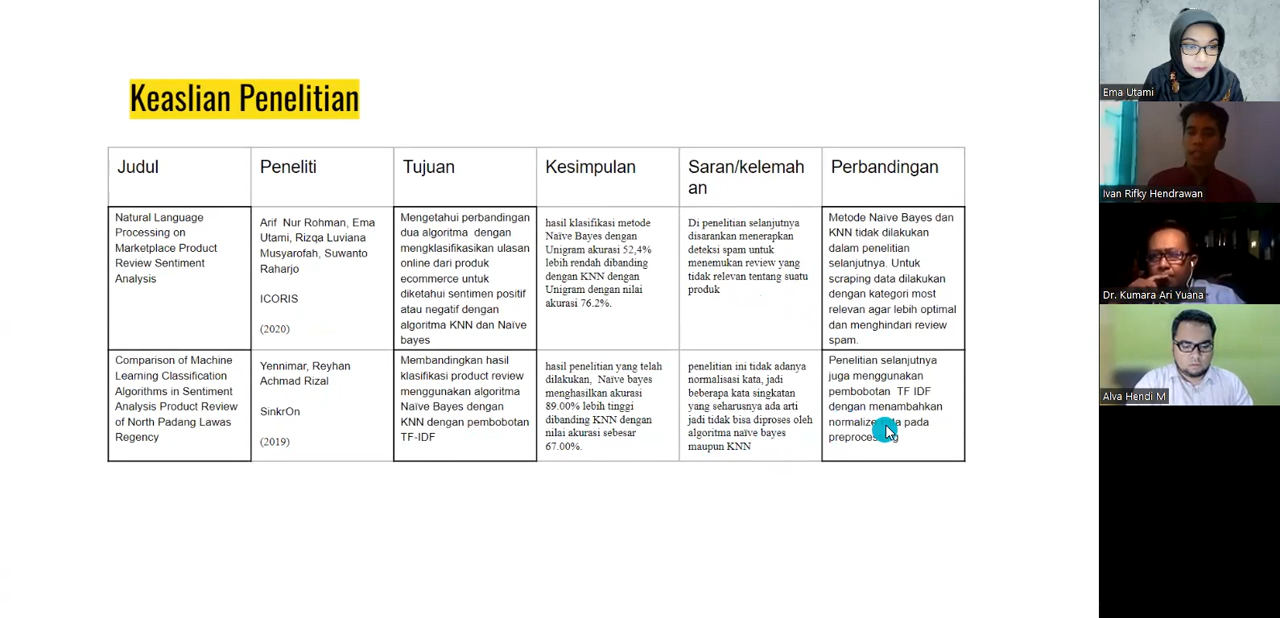 Keaslian Penelitian
Judul
Peneliti
Tujuan
Kesimpulan
Saran/kelemah
an
Perbandingan
Natural Language
Processing on
Marketplace Product
Review Sentiment
Analysis
Arif Nur Rohman, Ema
Utami, Rizqa Luviana
Musyarofah, Suwanto
Raharjo
ICORIS
(2020)
Mengetahui perbandingan
dua algoritma dengan
mengklasifikasikan ulasan
online dari produk
ecommerce untuk
diketahui sentimen positif
atau negatif dengan
algoritma KNN dan Naïve
bayes
hasil klasifikasi metode
Naïve Bayes dengan
Unigram akurasi 52,4%
lebih rendah dibanding
dengan KNN dengan
Unigram dengan nilai
akurasi 76.2%.
Di penelitian selanjutnya
disarankan menerapkan
deteksi spam untuk
menemukan review yang
tidak relevan tentang suatu
produk
Metode Naïve Bayes dan
KNN tidak dilakukan
dalam penelitian
selanjutnya. Untuk
scraping data dilakukan
dengan kategori most
relevan agar lebih optimal
dan menghindari review
spam.
Comparison of Machine
Learning Classification
Algorithms in Sentiment
Analysis Product Review
of North Padang Lawas
Regency
Yennimar, Reyhan
Achmad Rizal
SinkrOn
(2019)
Membandingkan hasil
klasifikasi product review
menggunakan algoritma
Naïve Bayes dengan
KNN dengan pembobotan
TF-IDF
hasil penelitian yang telah
dilakukan, Naïve bayes
menghasilkan akurasi
89.00% lebih tinggi
dibanding KNN dengan
nilai akurasi sebesar
67.00%.
penelitian ini tidak adanya
normalisasi kata, jadi
beberapa kata singkatan
yang seharusnya ada arti
jadi tidak bisa diproses oleh
algoritma naïve bayes
maupun KNN
Penelitian selanjutnya
juga menggunakan
pembobotan TF IDF
dengan menambahkan
normalize pada
Ema Utami
Ivan Rifky Hendrawan
Dr. Kumara Ari Yuana
Alva Hendi M